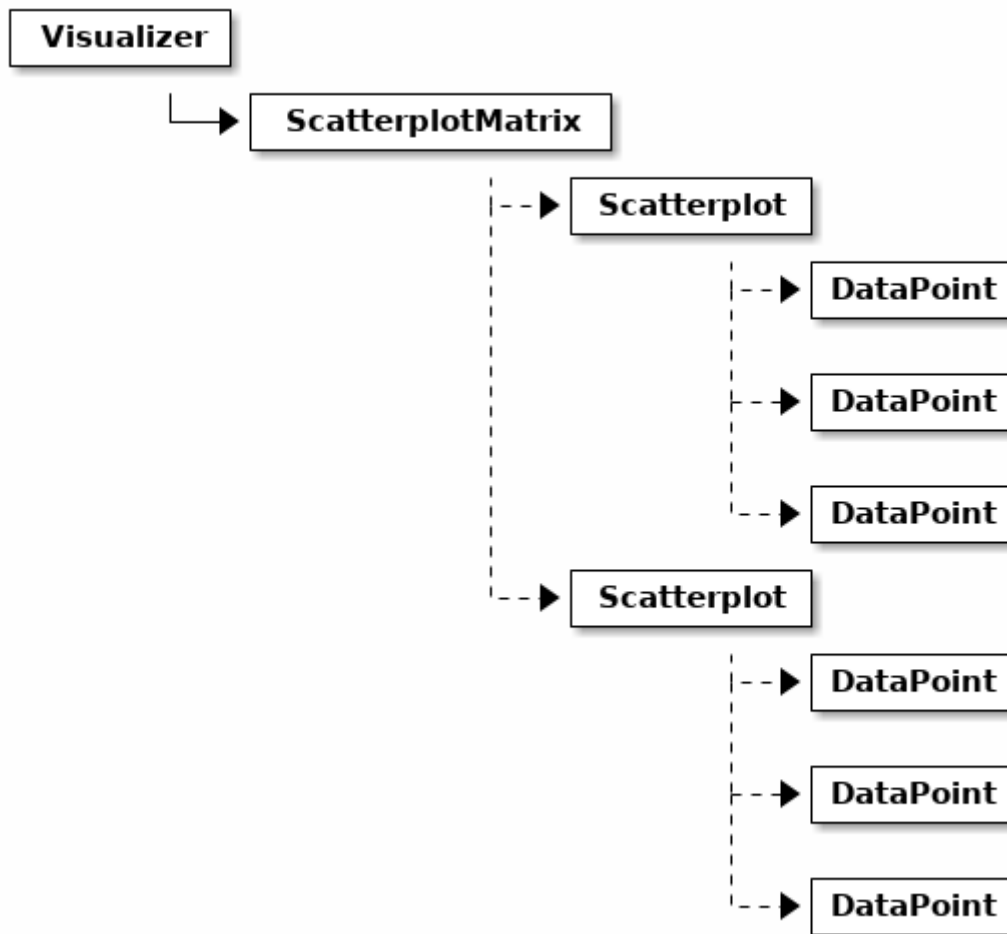 Visualizer
ScatterplotMatrix
Scatterplot
DataPoint
DataPoint
DataPoint
Scatterplot
DataPoint
DataPoint
DataPoint